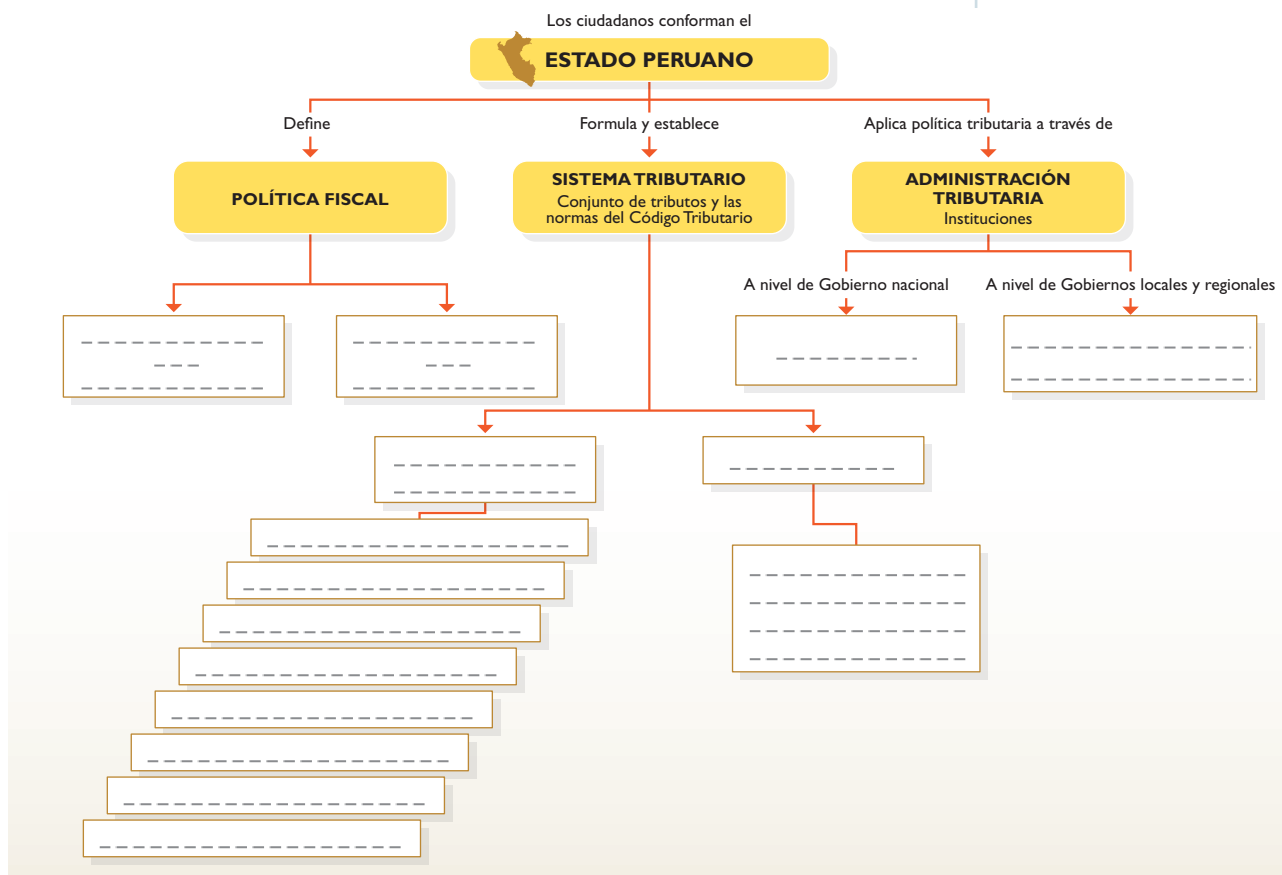 Los ciudadanos conforman el
ESTADO PERUANO
Define
Formula y establece
Aplica política tributaria a través de
POLÍTICA FISCAL
SISTEMA TRIBUTARIO
Conjunto de tributos y las
normas del Código Tributario
ADMINISTRACIÓN
TRIBUTARIA
Instituciones
A nivel de Gobierno nacional
A nivel de Gobiernos locales y regionales